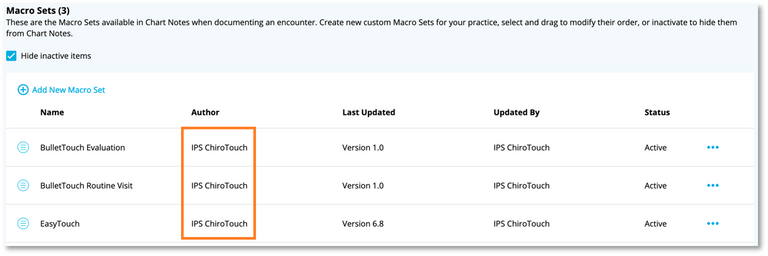 Macro Sets (3)
These are the Macro Sets available in Chart Notes when documenting an encounter. Create new custom Macro Sets for your practice, select and drag to modify their order, or inactivate to hide them
from Chart Notes.
Hide inactive items
Add New Macro Set
Name Author Last Updated Updated By Status
BulletTouch Evaluation IPS ChiroTouch Version 1.0 IPS ChiroTouch Active
BulletTouch Routine Visit IPS ChiroTouch Version 1.0 IPS ChiroTouch Active
EasyTouch IPS ChiroTouch Version 6.8 IPS ChiroTouch Active